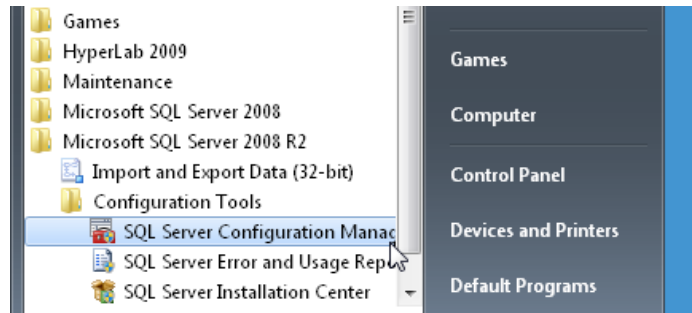 Games
HyperLab 2009
Maintenance
Microsoft SQL Server 2008
Microsoft SQL Server 2008 R2
Import and Export Data (32-bit)
Configuration Tools
SQL Server Configuration Manac
SQL Server Error and Usage Repo
SQL Server Installation Center
Games
Computer
Control Panel
Devices and Printers
Default Programs